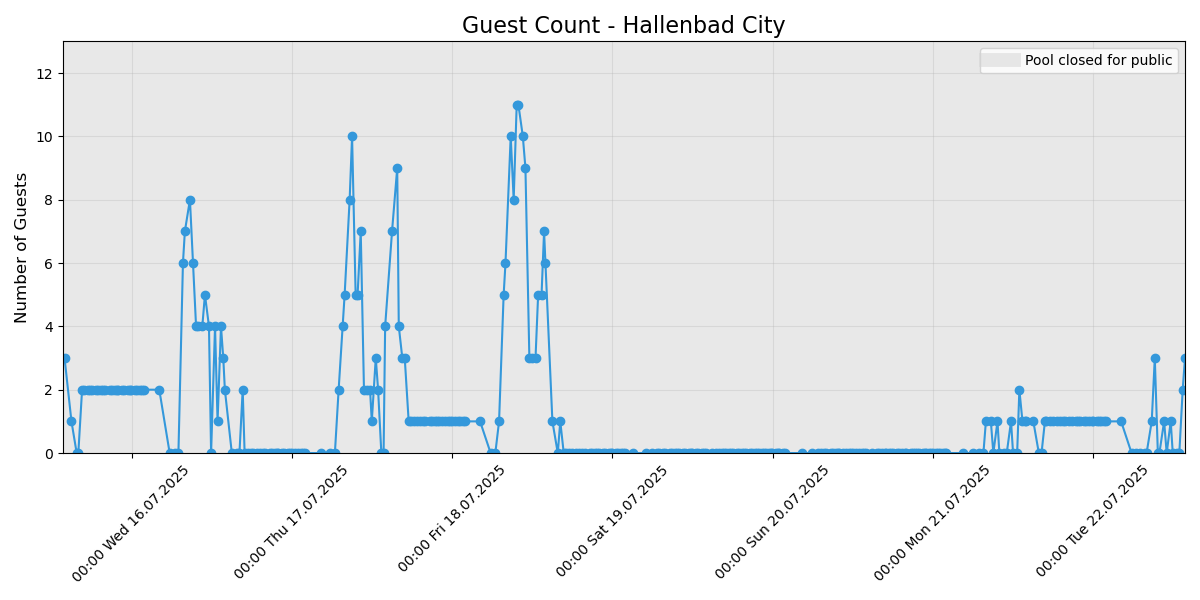 Guest Count - Hallenbad City
Pool closed for public
Number of Guests
12
10
8
6
4
2
0
00:00 Wed 16.07.2025
00:00 Thu 17.07.2025
00:00 Fri 18.07.2025
00:00 Sat 19.07.2025
00:00 Sun 20.07.2025
00:00 Mon 21.07.2025
00:00 Tue 22.07.2025